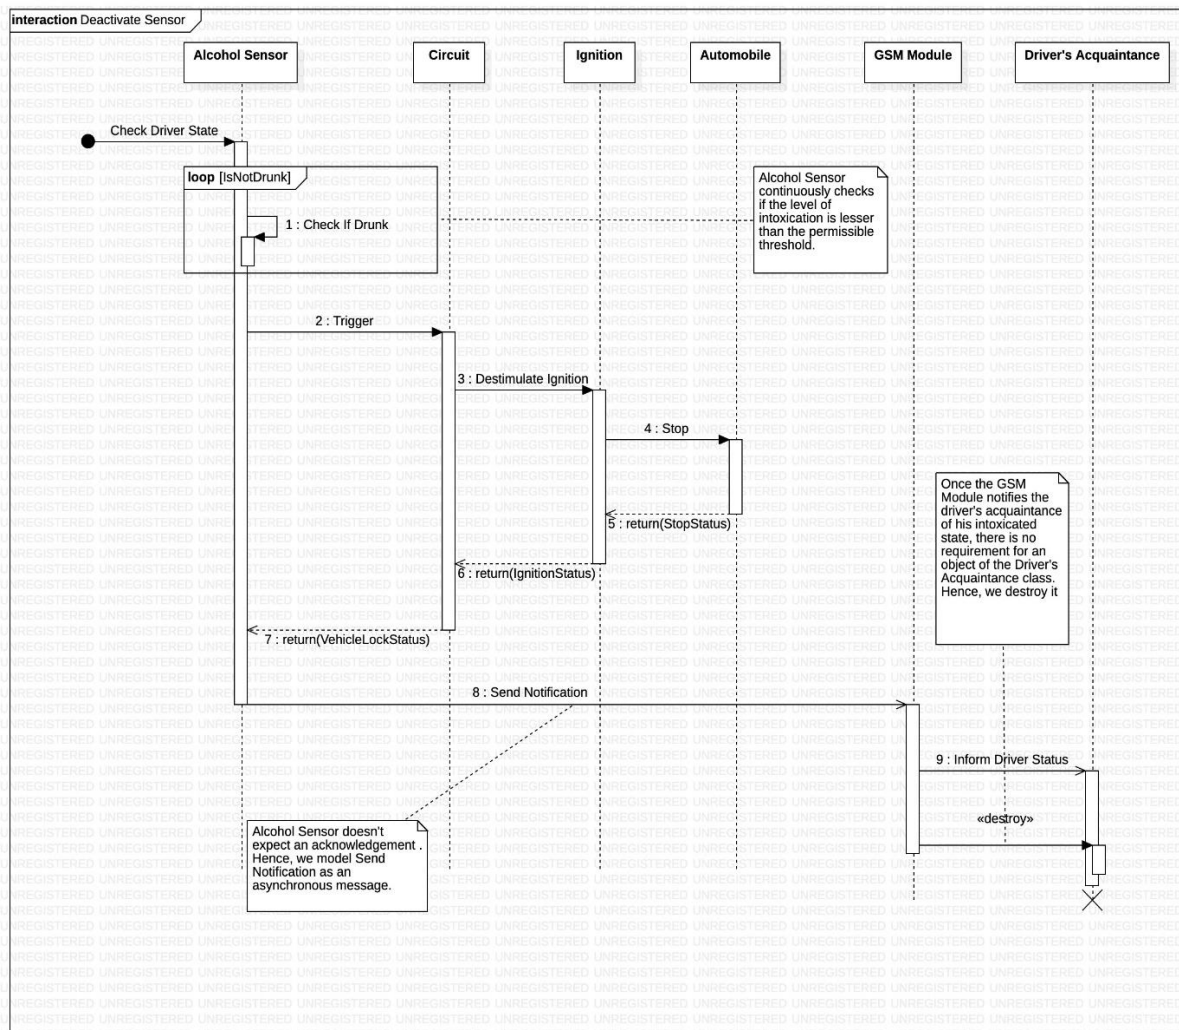 interaction Deactivate Sensor
Alcohol Sensor
Circuit
Ignition
Automobile
GSM Module
Driver's Acquaintance
Check Driver State
loop [IsNotDrunk]
1 : Check If Drunk
Alcohol Sensor
continuously checks
if the level of
intoxication is lesser
than the permissible
threshold.
2 : Trigger
3 : Destimulate Ignition
4 : Stop
5 : return(StopStatus)
6 : return(IgnitionStatus)
7 : return(VehicleLockStatus)
Once the GSM
Module notifies the
driver's acquaintance
of his intoxicated
state, there is no
requirement for an
object of the Driver's
Acquaintance class.
Hence, we destroy it
8 : Send Notification
9 : Inform Driver Status
«destroy»
Alcohol Sensor doesn't
expect an acknowledgement .
Hence, we model Send
Notification as an
asynchronous message.
UNREGISTERED